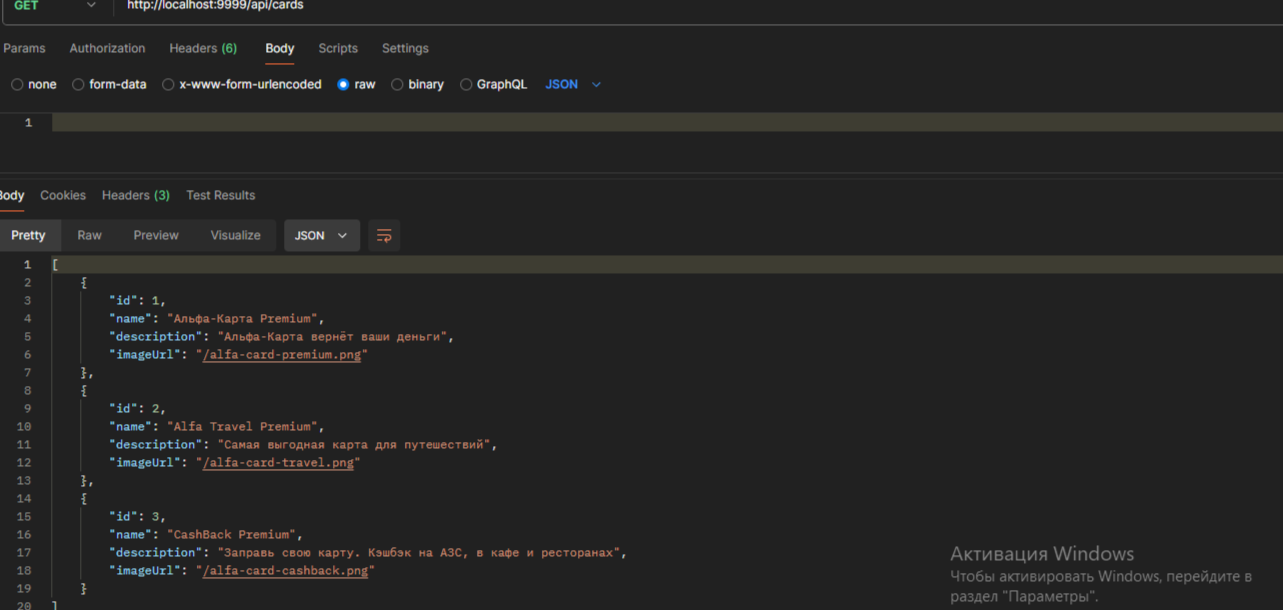 GET http://localhost:9999/api/cards
Params Authorization Headers (6) Body Scripts Settings
none form-data x-www-form-urlencoded raw binary GraphQL JSON
1
Body Cookies Headers (3) Test Results
Pretty Raw Preview Visualize JSON
1 [
2 {
3 "id": 1,
4 "name": "Альфа-Карта Premium",
5 "description": "Альфа-Карта вернёт ваши деньги",
6 "imageUrl": "/alfa-card-premium.png"
7 },
8 {
9 "id": 2,
10 "name": "Alfa Travel Premium",
11 "description": "Самая выгодная карта для путешествий",
12 "imageUrl": "/alfa-card-travel.png"
13 },
14 {
15 "id": 3,
16 "name": "CashBack Premium",
17 "description": "Заправь свою карту. Кэшбэк на АЗС, в кафе и ресторанах",
18 "imageUrl": "/alfa-card-cashback.png"
19 }
20 ]
Активация Windows
Чтобы активировать Windows, перейдите в
раздел "Параметры".